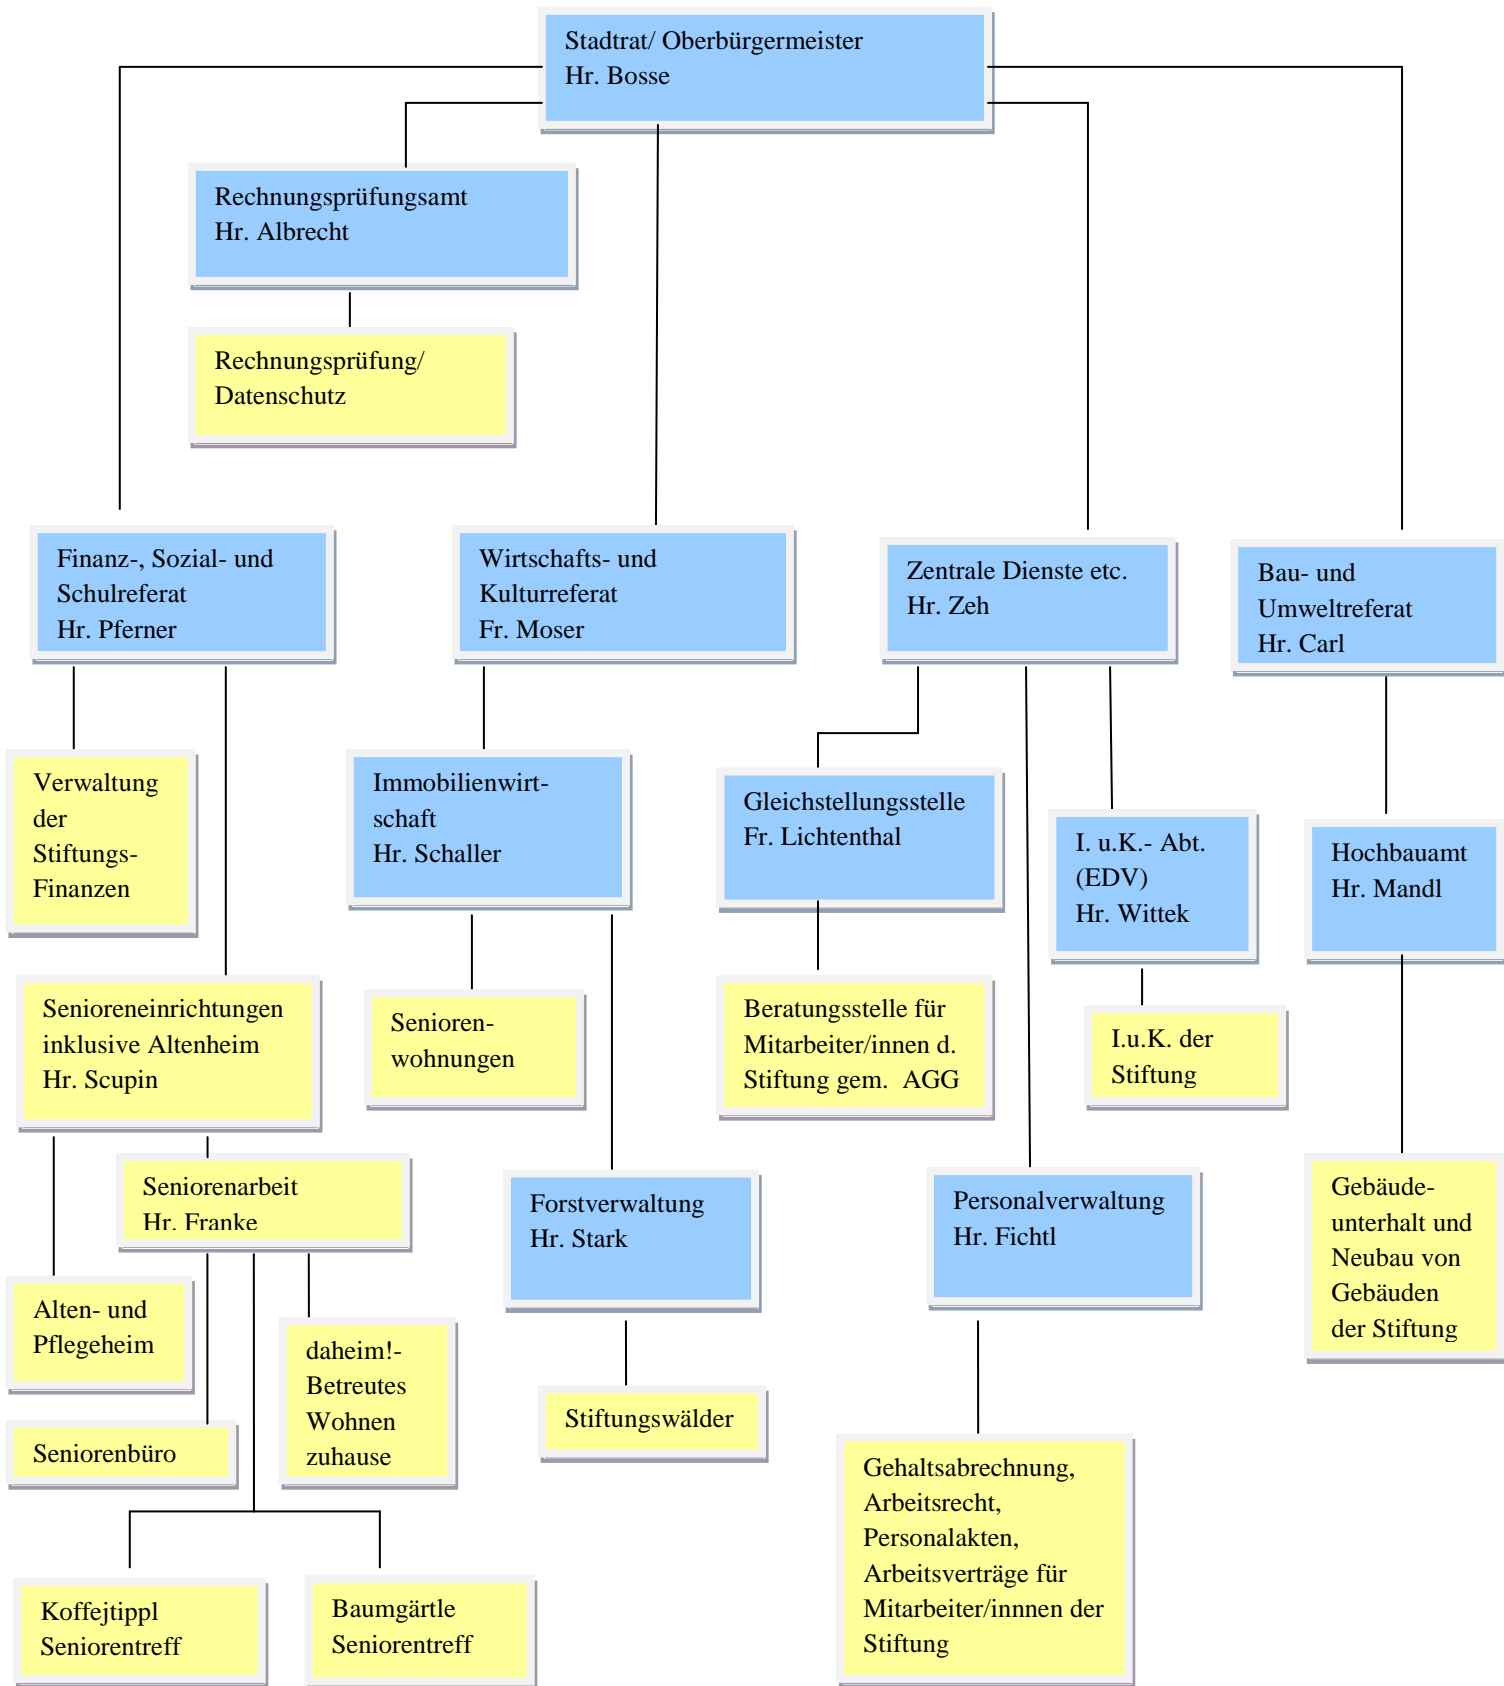 Stadtrat/ Oberbürgermeister
Hr. Bosse
Rechnungsprüfungsamt
Hr. Albrecht
Rechnungsprüfung/
Datenschutz
Finanz-, Sozial- und
Schulreferat
Hr. Pferner
Wirtschafts- und
Kulturreferat
Fr. Moser
Zentrale Dienste etc.
Hr. Zeh
Bau- und
Umweltreferat
Hr. Carl
Verwaltung
der
Stiftungs-
Finanzen
Immobilienwirt-
schaft
Hr. Schaller
Gleichstellungsstelle
Fr. Lichtenthal
I. u.K.- Abt.
(EDV)
Hr. Wittek
Hochbauamt
Hr. Mandl
Senioreneinrichtungen
inklusive Altenheim
Hr. Scupin
Senioren-
wohnungen
Beratungsstelle für
Mitarbeiter/innen d.
Stiftung gem.  AGG
I.u.K. der
Stiftung
Seniorenarbeit
Hr. Franke
Forstverwaltung
Hr. Stark
Personalverwaltung
Hr. Fichtl
Gebäude-
unterhalt und
Neubau von
Gebäuden
der Stiftung
Alten- und
Pflegeheim
daheim!-
Betreutes
Wohnen
zuhause
Stiftungswälder
Seniorenbüro
Gehaltsabrechnung,
Arbeitsrecht,
Personalakten,
Arbeitsverträge für
Mitarbeiter/innnen der
Stiftung
Koffejtippl
Seniorentreff
Baumgärtle
Seniorentreff